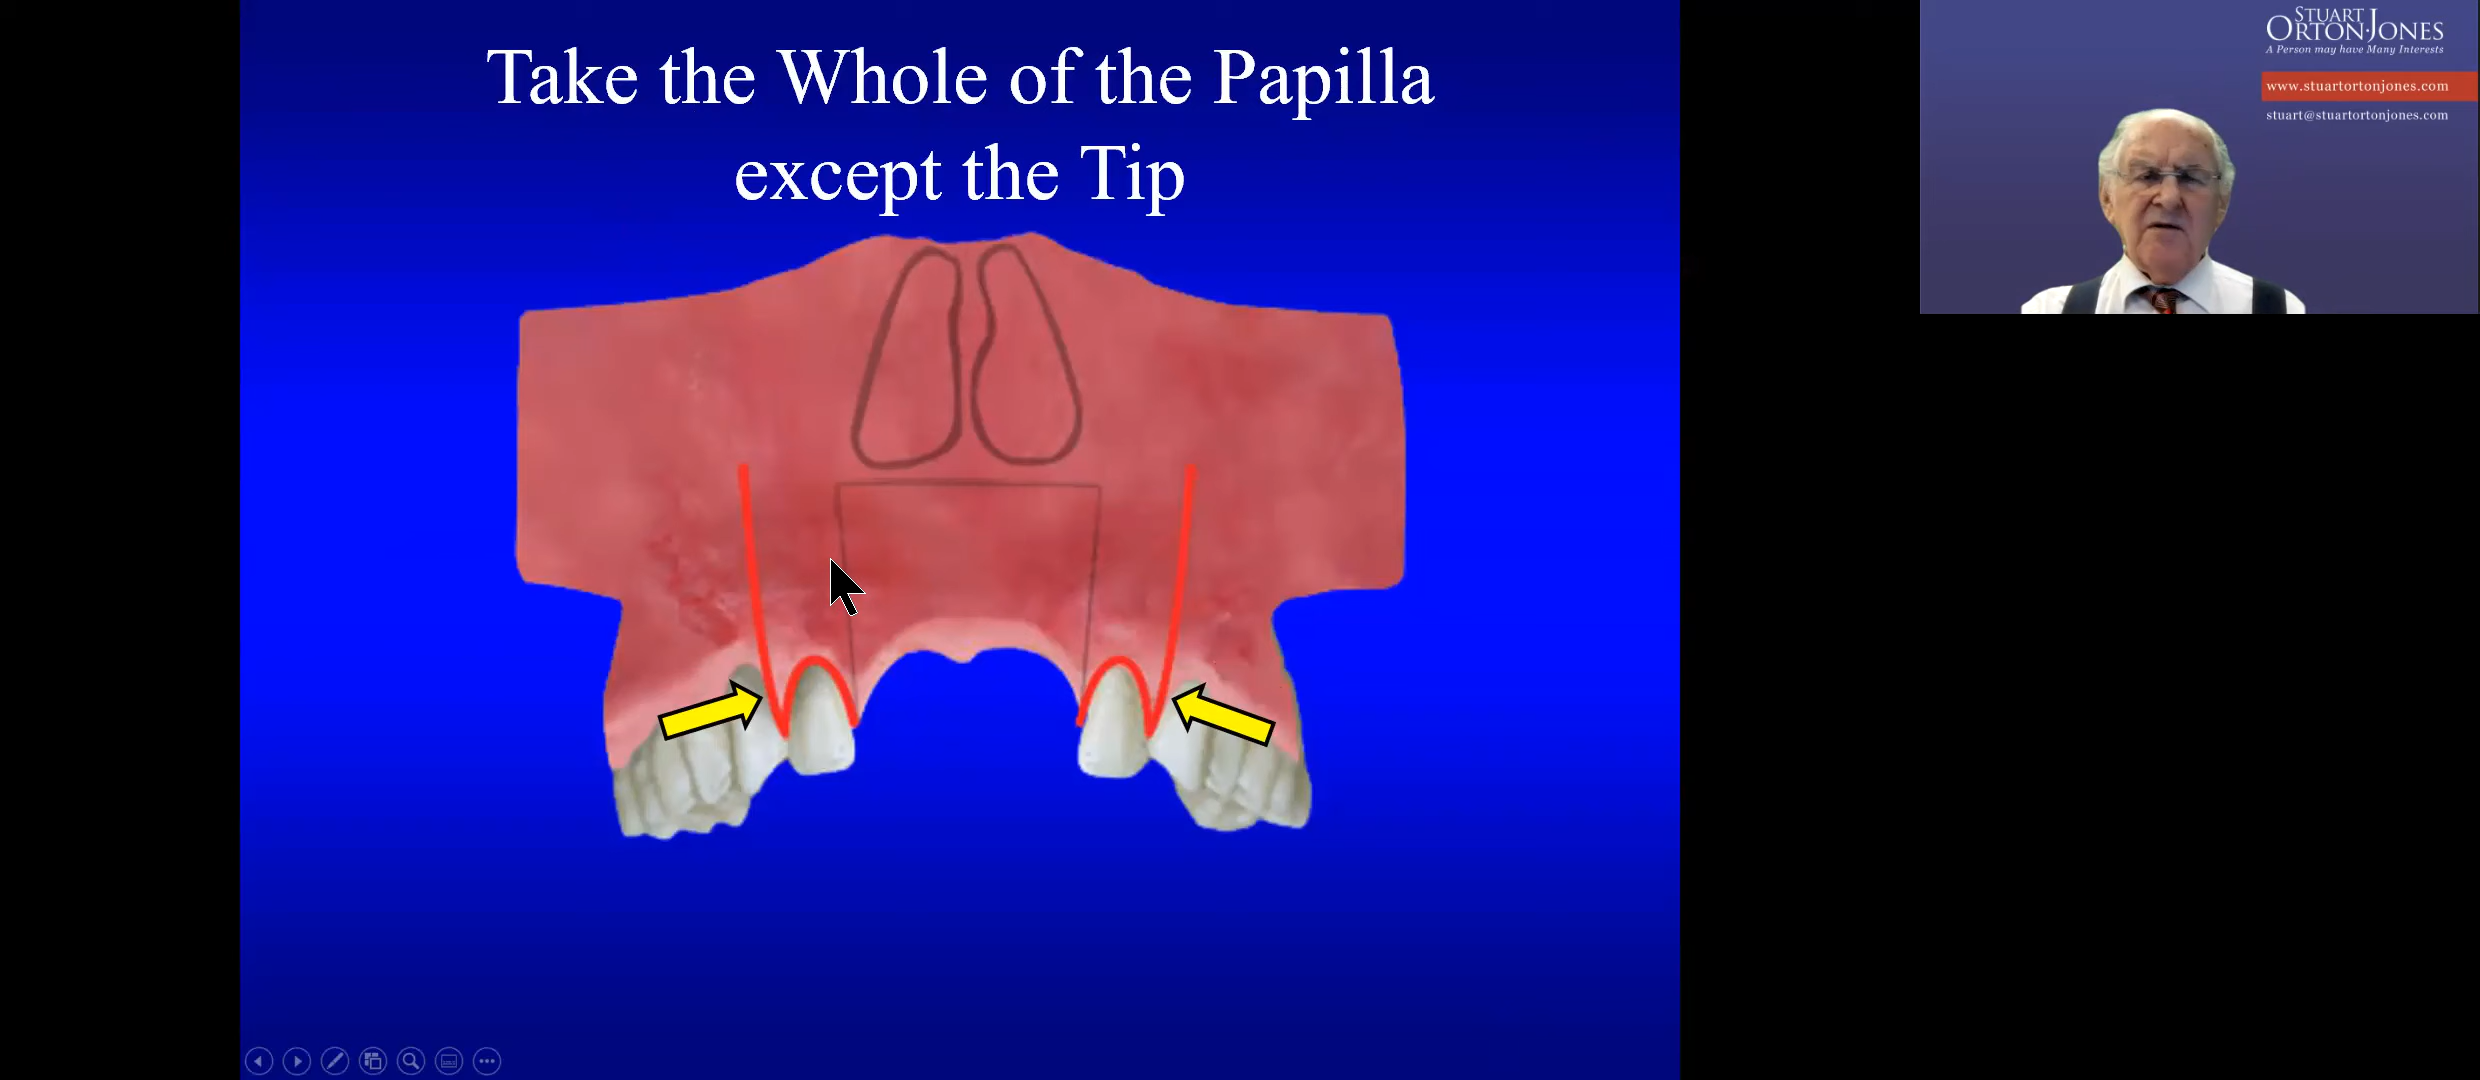 Take the Whole of the Papilla
except the Tip
STUART
ORTON-JONES
A Person may have Many Interests
www.stuartortonjones.com
stuart@stuartortonjones.com